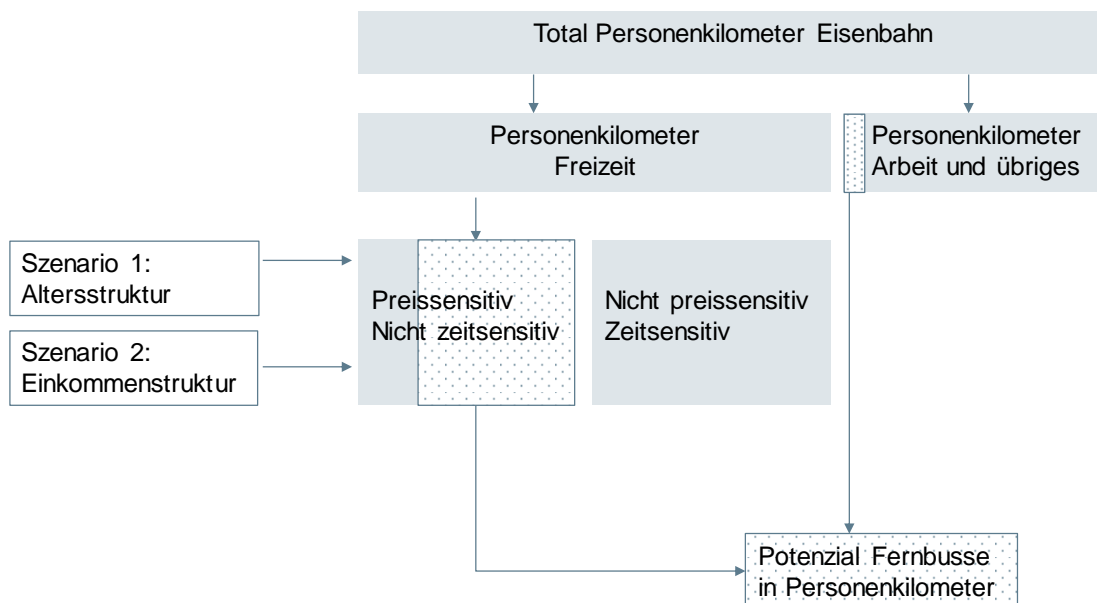 Total Personenkilometer Eisenbahn
Personenkilometer
Freizeit
Personenkilometer
Arbeit und übriges
Szenario 1:
Altersstruktur
Szenario 2:
Einkommenstruktur
Preissensitiv
Nicht zeitsensitiv
Nicht preissensitiv
Zeitsensitiv
Potenzial Fernbusse
in Personenkilometer